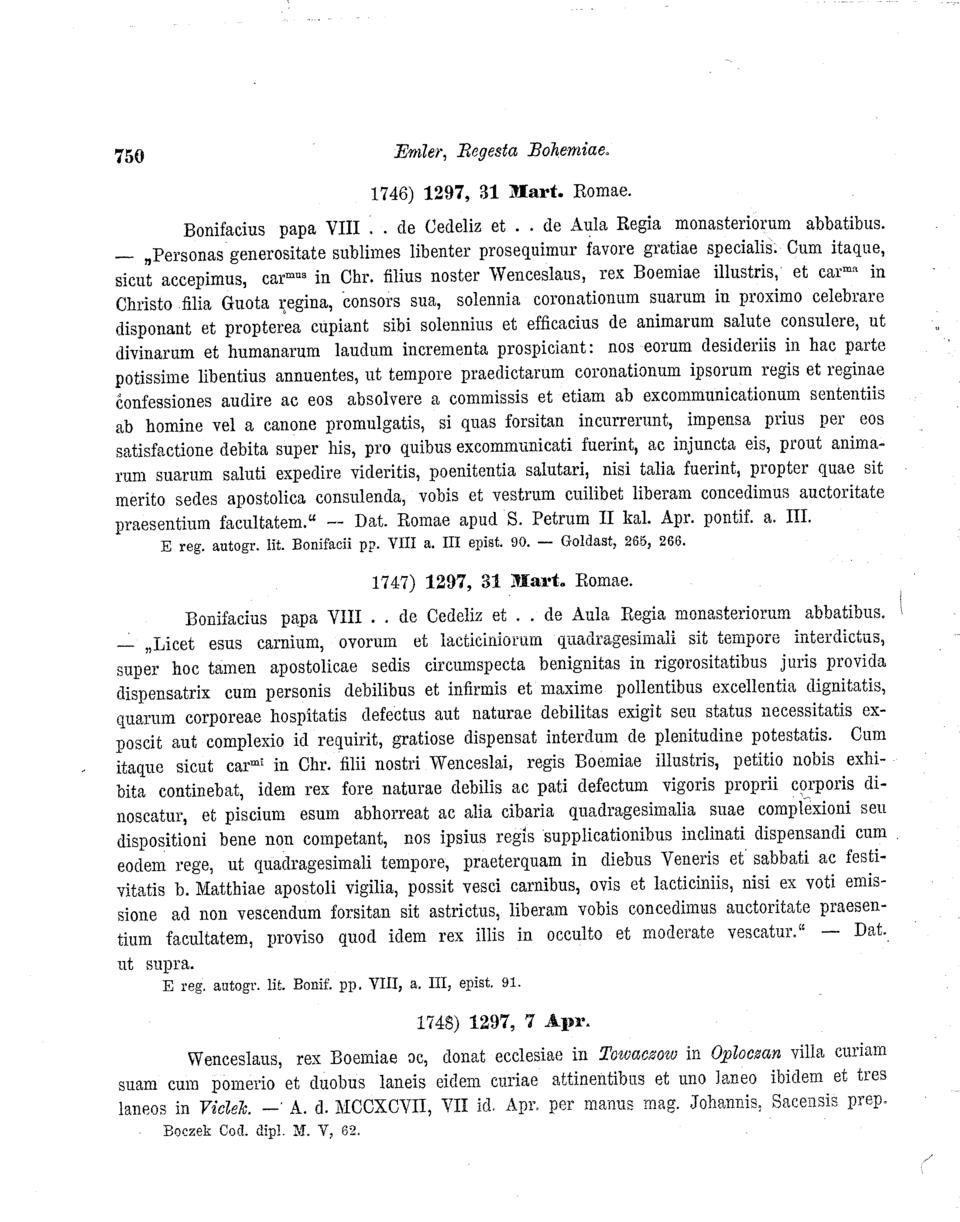 750
Emler, Regesta Bohemiae.
1746) 1297, 31 Mart. Romae.
Bonifacius papa VIII . . de Cedeliz et . . de Aula Regia monasteriorum abbatibus.
— „Personas generositate sublimes libenter prosequimur favore gratiae specialis. Cum itaque,
sicut accepimus, carmus in Chr. filius noster Wenceslaus, rex Boemiae illustris, et carma in
Christo filia Guota regina, consors sua, solennia coronationum suarum in proximo celebrare
disponant et propterea cupiant sibi solennius et efficacius de animarum salute consulere, ut
divinarum et humanarum laudum incrementa prospiciant: nos eorum desideriis in hac parte
potissime libentius annuentes, ut tempore praedictarum coronationum ipsorum regis et reginae
confessiones audire ac eos absolvere a commissis et etiam ab excommunicationum sententiis
ab homine vel a canone promulgatis, si quas forsitan incurrerunt, impensa prius per eos
satisfactione debita super his, pro quibus excommunicati fuerint, ac injuncta eis, prout anima-
rum suarum saluti expedire videritis, poenitentia salutari, nisi talia fuerint, propter quae sit
merito sedes apostolica consulenda, vobis et vestrum cuilibet liberam concedimus auctoritate
praesentium facultatem.“ — Dat. Romae apud S. Petrum II kal. Apr. pontif. a. III.
E reg. autogr. lit. Bonifacii pp. VIII a. III epist. 90. — Goldast, 265, 266.
1747) 1297, 31 Mart. Romae.
Bonifacius papa VIII . . de Cedeliz et . . de Aula Regia monasteriorum abbatibus.
— „Licet esus carnium, ovorum et lacticiniorum quadragesimali sit tempore interdictus,
super hoc tamen apostolicae sedis circumspecta benignitas in rigorositatibus juris provida
dispensatrix cum personis debilibus et infirmis et maxime pollentibus excellentia dignitatis,
quarum corporeae hospitatis defectus aut naturae debilitas exigit seu status necessitatis ex-
poscit aut complexio id requirit, gratiose dispensat interdum de plenitudine potestatis. Cum
itaque sicut carmi in Chr. filii nostri Wenceslai, regis Boemiae illustris, petitio nobis exhi-
bita continebat, idem rex fore naturae debilis ac pati defectum vigoris proprii corporis di-
noscatur, et piscium esum abhorreat ac alia cibaria quadragesimalia suae complexioni seu
dispositioni bene non competant, nos ipsius regis supplicationibus inclinati dispensandi cum
eodem rege, ut quadragesimali tempore, praeterquam in diebus Veneris et sabbati ac festi-
vitatis b. Matthiae apostoli vigilia, possit vesci carnibus, ovis et lacticiniis, nisi ex voti emis-
sione ad non vescendum forsitan sit astrictus, liberam vobis concedimus auctoritate praesen-
tium facultatem, proviso quod idem rex illis in occulto et moderate vescatur.“ — Dat.
ut supra.
E reg. autogr. lit. Bonif. pp. VIII, a. III, epist. 91.
1748) 1297, 7 Apr.
Wenceslaus, rex Boemiae ɔc, donat ecclesiae in Towaczow in Oploczan villa curiam
suam cum pomerio et duobus laneis eidem curiae attinentibus et uno laneo ibidem et tres
laneos in Viclek. — A. d. MCCXCVII, VII id. Apr. per manus mag. Johannis, Sacensis prep.
Boczek Cod. dipl. M. V, 62.